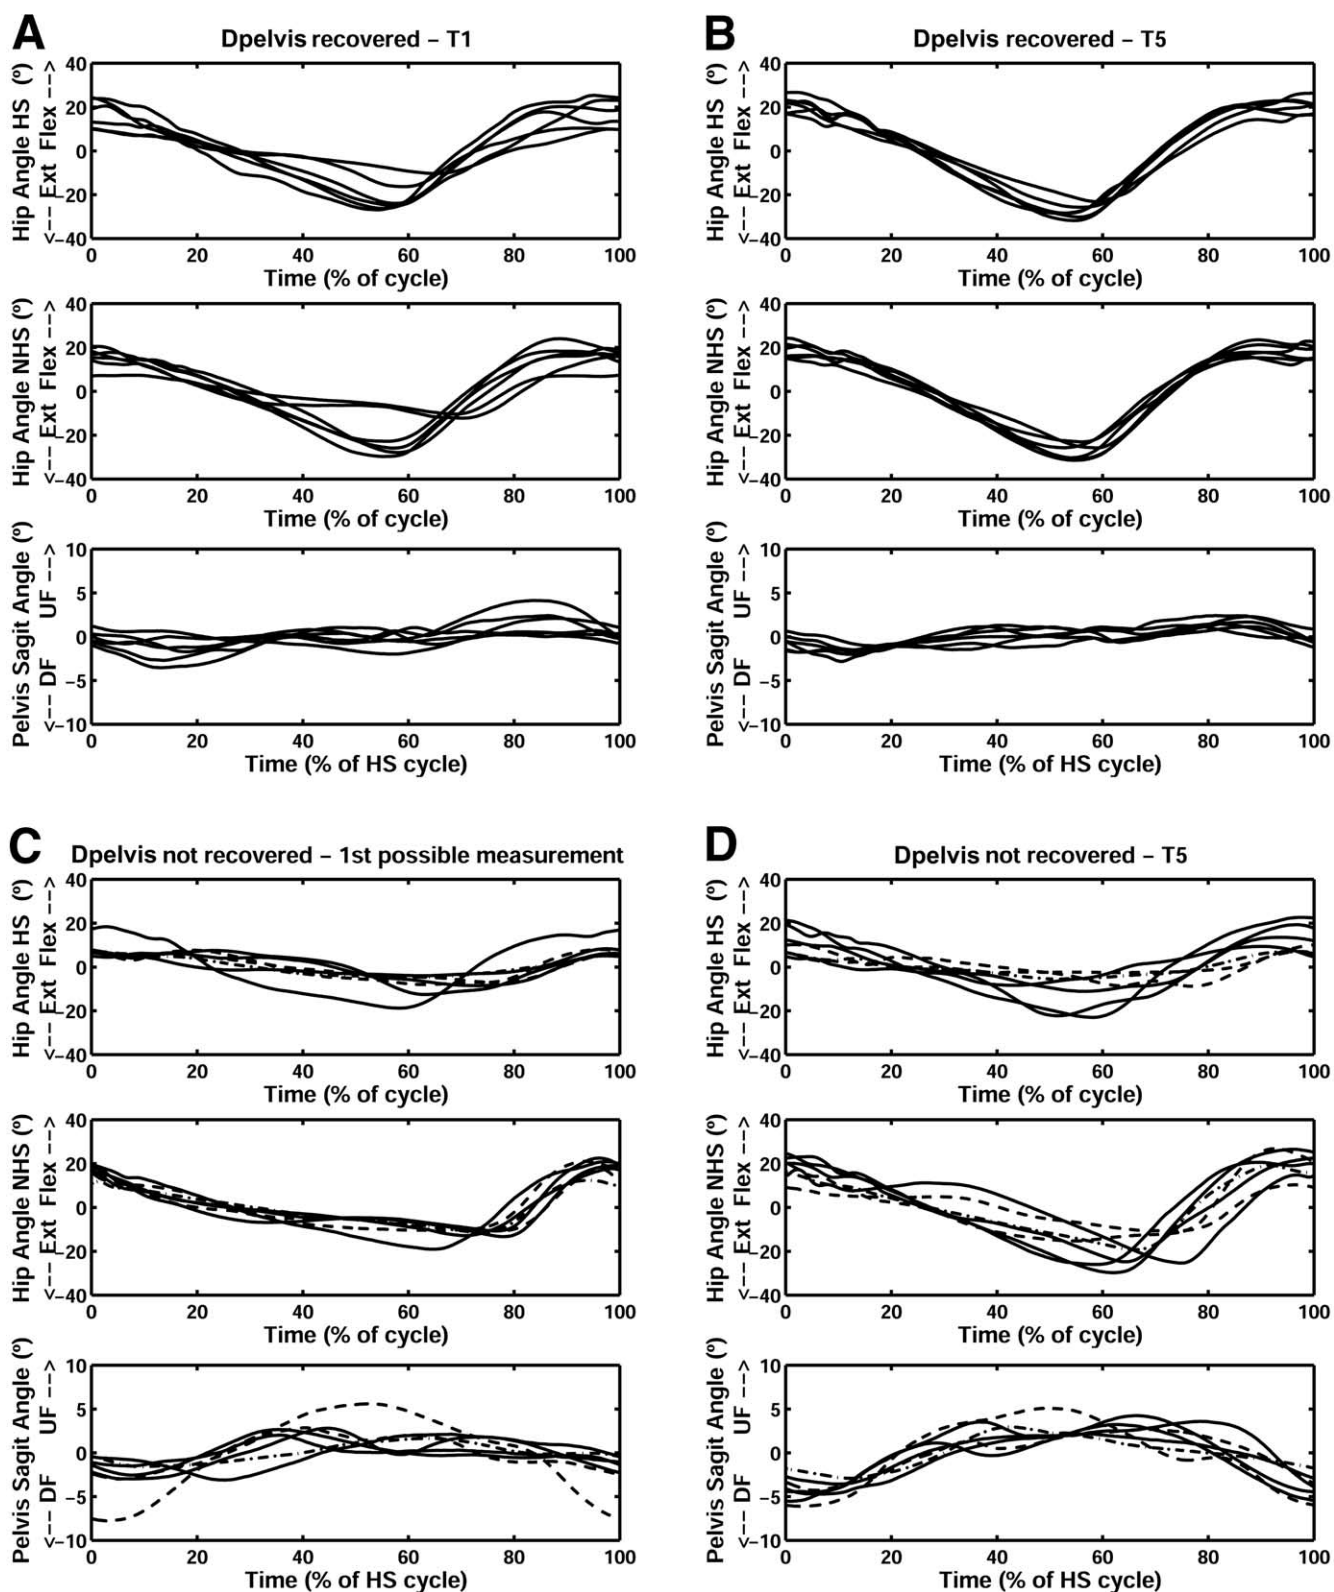 A
Dpelvis recovered – T1
Hip Angle HS (º)
<––– Ext Flex –––>
40
20
0
–20
–40
0 20 40 60 80 100
Time (% of cycle)
Hip Angle NHS (º)
<––– Ext Flex –––>
40
20
0
–20
–40
0 20 40 60 80 100
Time (% of cycle)
Pelvis Sagit Angle (º)
<––– DF UF –––>
10
5
0
–5
–10
0 20 40 60 80 100
Time (% of HS cycle)
B
Dpelvis recovered – T5
Hip Angle HS (º)
<––– Ext Flex –––>
40
20
0
–20
–40
0 20 40 60 80 100
Time (% of cycle)
Hip Angle NHS (º)
<––– Ext Flex –––>
40
20
0
–20
–40
0 20 40 60 80 100
Time (% of cycle)
Pelvis Sagit Angle (º)
<––– DF UF –––>
10
5
0
–5
–10
0 20 40 60 80 100
Time (% of HS cycle)
C
Dpelvis not recovered – 1st possible measurement
Hip Angle HS (º)
<––– Ext Flex –––>
40
20
0
–20
–40
0 20 40 60 80 100
Time (% of cycle)
Hip Angle NHS (º)
<––– Ext Flex –––>
40
20
0
–20
–40
0 20 40 60 80 100
Time (% of cycle)
Pelvis Sagit Angle (º)
<––– DF UF –––>
10
5
0
–5
–10
0 20 40 60 80 100
Time (% of HS cycle)
D
Dpelvis not recovered – T5
Hip Angle HS (º)
<––– Ext Flex –––>
40
20
0
–20
–40
0 20 40 60 80 100
Time (% of cycle)
Hip Angle NHS (º)
<––– Ext Flex –––>
40
20
0
–20
–40
0 20 40 60 80 100
Time (% of cycle)
Pelvis Sagit Angle (º)
<––– DF UF –––>
10
5
0
–5
–10
0 20 40 60 80 100
Time (% of HS cycle)